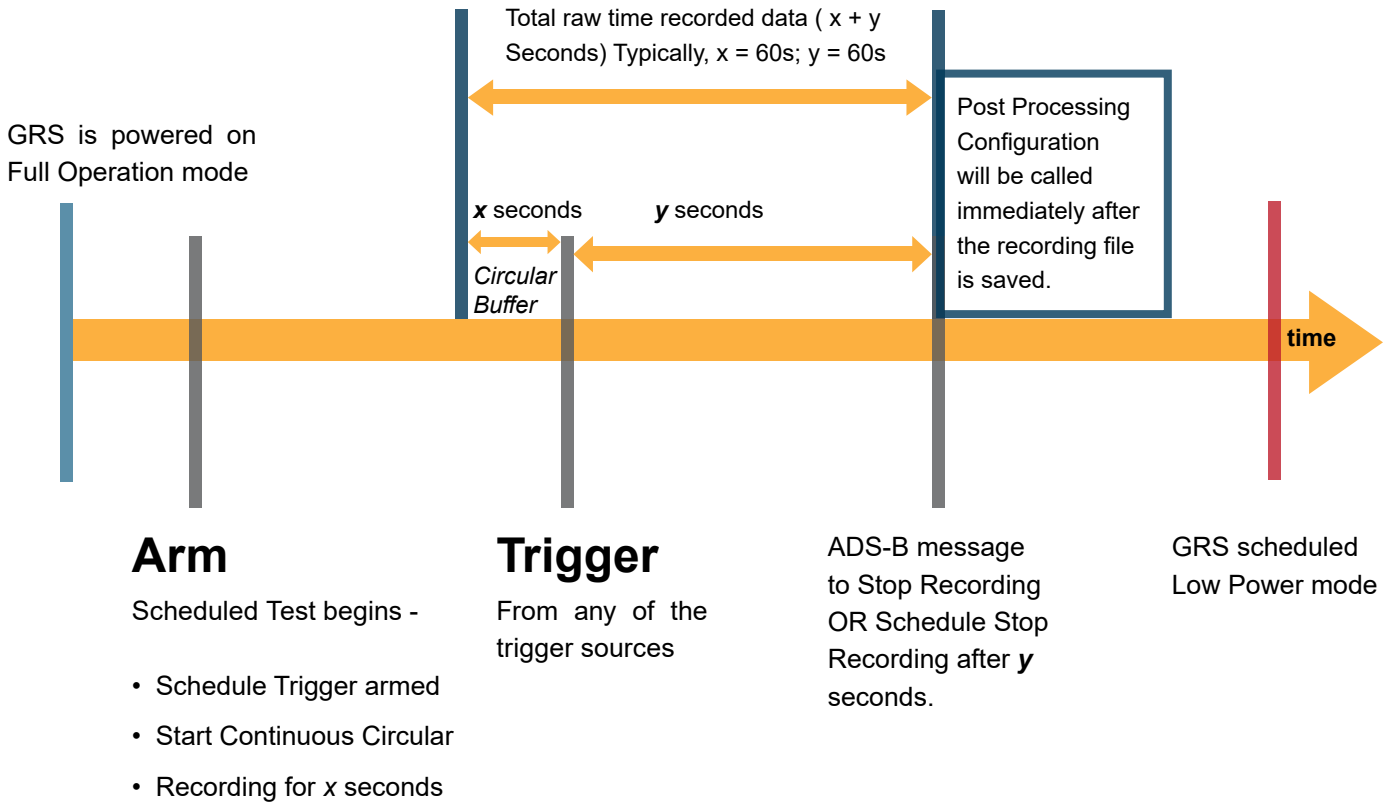 Total raw time recorded data ( x + y
Seconds) Typically, x = 60s; y = 60s
GRS is powered on
Full Operation mode
x seconds
y seconds
Circular
Buffer
Post Processing
Configuration
will be called
immediately after
the recording file
is saved.
time
Arm
Scheduled Test begins -
• Schedule Trigger armed
• Start Continuous Circular
• Recording for x seconds
Trigger
From any of the
trigger sources
ADS-B message
to Stop Recording
OR Schedule Stop
Recording after y
seconds.
GRS scheduled
Low Power mode